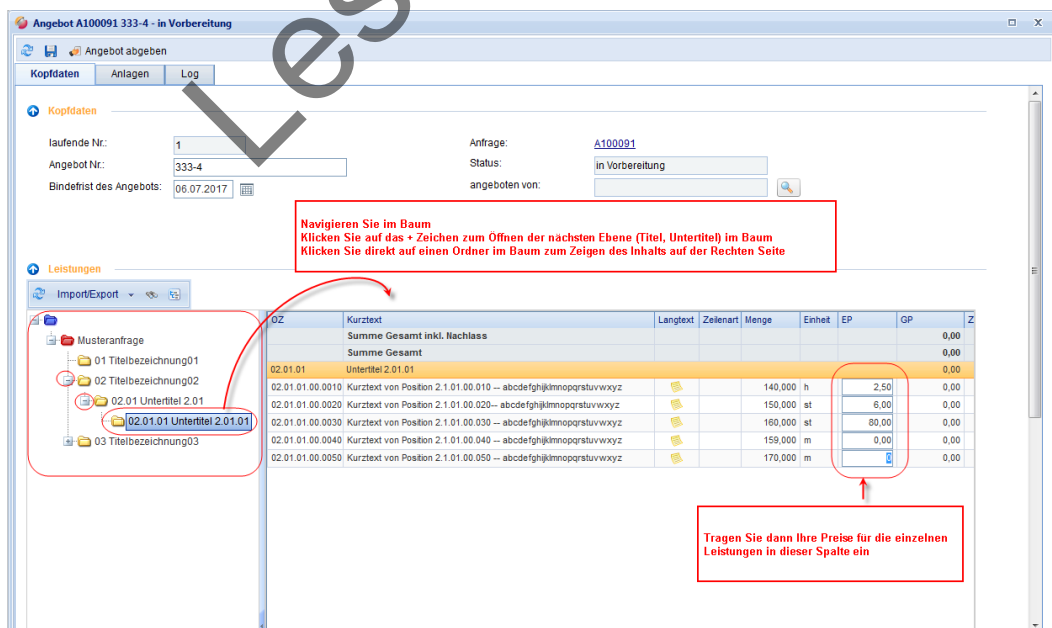 Angebot A100091 333-4 - in Vorbereitung
Angebot abgeben
Kopfdaten Anlagen Log
Kopfdaten
laufende Nr.: 1 Anfrage: A100091
Angebot Nr.: 333-4 Status: in Vorbereitung
Bindefrist des Angebots: 06.07.2017 angeboten von:
Navigieren Sie im Baum
Klicken Sie auf das + Zeichen zum Öffnen der nächsten Ebene (Titel, Untertitel) im Baum
Klicken Sie direkt auf einen Ordner im Baum zum Zeigen des Inhalts auf der Rechten Seite
Leistungen
Import/Export
Musteranfrage
01 Titelbezeichnung01
02 Titelbezeichnung02
02.01 Untertitel 2.01
02.01.01 Untertitel 2.01.01
03 Titelbezeichnung03
OZ Kurztext Langtext Zeilenart Menge Einheit EP GP Z
Summe Gesamt inkl. Nachlass 0,00
Summe Gesamt 0,00
02.01.01 Untertitel 2.01.01 0,00
02.01.01.00.0010 Kurztext von Position 2.1.01.00.010 -- abcdefghijklmnopqrstuvwxyz 140,000 h 2,50 0,00
02.01.01.00.0020 Kurztext von Position 2.1.01.00.020-- abcdefghijklmnopqrstuvwxyz 150,000 st 6,00 0,00
02.01.01.00.0030 Kurztext von Position 2.1.01.00.030 -- abcdefghijklmnopqrstuvwxyz 160,000 st 80,00 0,00
02.01.01.00.0040 Kurztext von Position 2.1.01.00.040 -- abcdefghijklmnopqrstuvwxyz 159,000 m 0,00 0,00
02.01.01.00.0050 Kurztext von Position 2.1.01.00.050 -- abcdefghijklmnopqrstuvwxyz 170,000 m 0 0,00
Tragen Sie dann Ihre Preise für die einzelnen
Leistungen in dieser Spalte ein
Les